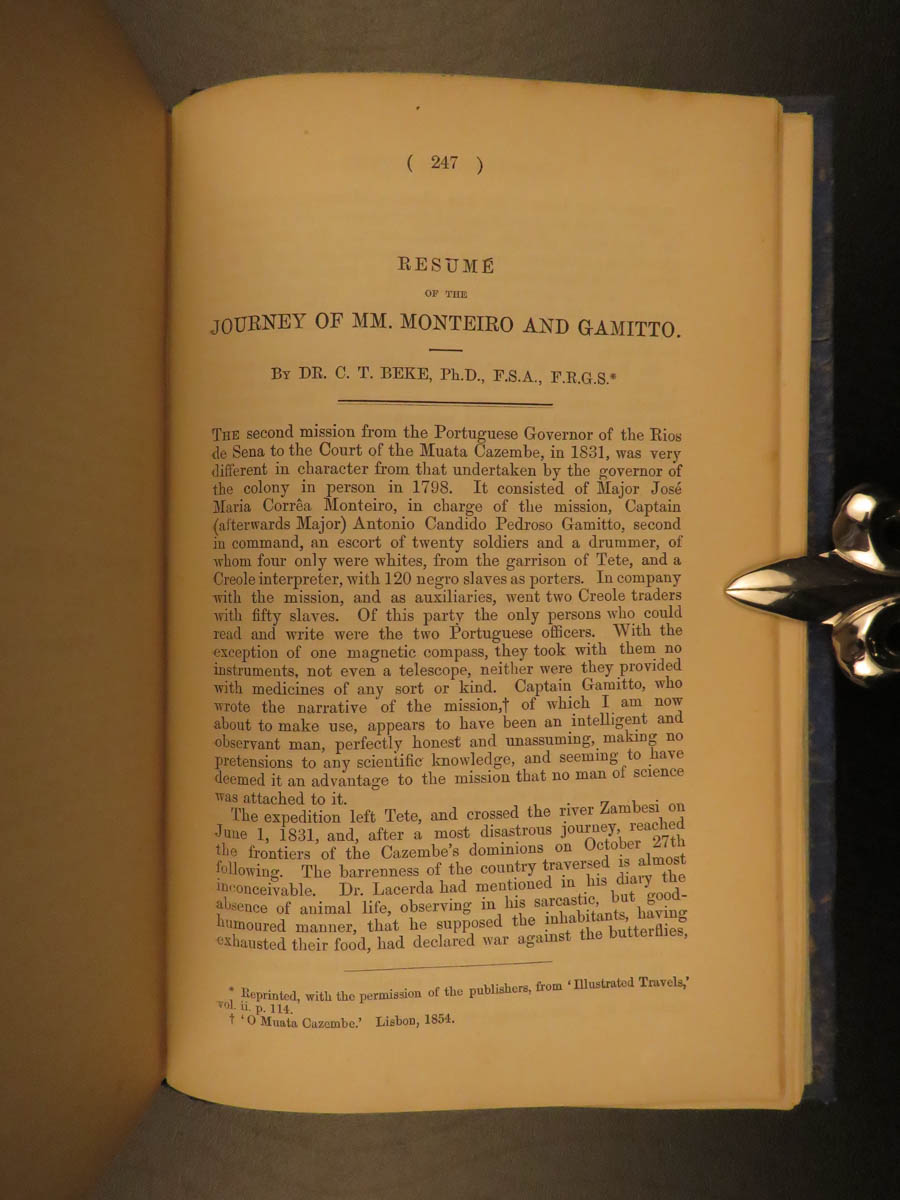 ( 247 )
RESUMÉ
OF THE
JOURNEY OF MM. MONTEIRO AND GAMITTO.
By DR. C. T. BEKE, Ph.D., F.S.A., F.R.G.S.*
The second mission from the Portuguese Governor of the Rios
de Sena to the Court of the Muata Cazembe, in 1831, was very
different in character from that undertaken by the governor of
the colony in person in 1798. It consisted of Major José
Maria Corrêa Monteiro, in charge of the mission, Captain
(afterwards Major) Antonio Candido Pedroso Gamitto, second
in command, an escort of twenty soldiers and a drummer, of
whom four only were whites, from the garrison of Tete, and a
Creole interpreter, with 120 negro slaves as porters. In company
with the mission, and as auxiliaries, went two Creole traders
with fifty slaves. Of this party the only persons who could
read and write were the two Portuguese officers. With the
exception of one magnetic compass, they took with them no
instruments, not even a telescope, neither were they provided
with medicines of any sort or kind. Captain Gamitto, who
wrote the narrative of the mission,† of which I am now
about to make use, appears to have been an intelligent and
observant man, perfectly honest and unassuming, making no
pretensions to any scientific knowledge, and seeming to have
deemed it an advantage to the mission that no man of science
was attached to it.
The expedition left Tete, and crossed the river Zambesi on
June 1, 1831, and, after a most disastrous journey, reached
the frontiers of the Cazembe's dominions on October 27th
following. The barrenness of the country traversed is almost
inconceivable. Dr. Lacerda had mentioned in his diary the
absence of animal life, observing in his sarcastic, but good-
humoured manner, that he supposed the inhabitants, having
exhausted their food, had declared war against the butterflies,
* Reprinted, with the permission of the publishers, from 'Illustrated Travels,'
vol. ii. p. 114.
† 'O Muata Cazembe.' Lisbon, 1854.